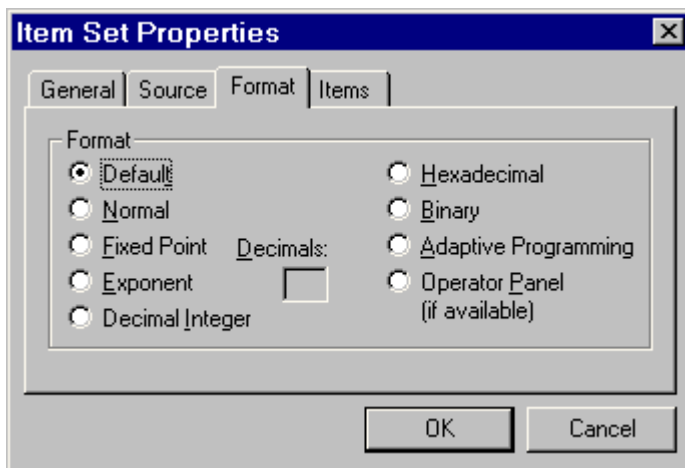 Item Set Properties
General Source Format Items
Format
Default
Normal
Fixed Point
Exponent
Decimal Integer
Decimals:
Hexadecimal
Binary
Adaptive Programming
Operator Panel
(if available)
OK Cancel